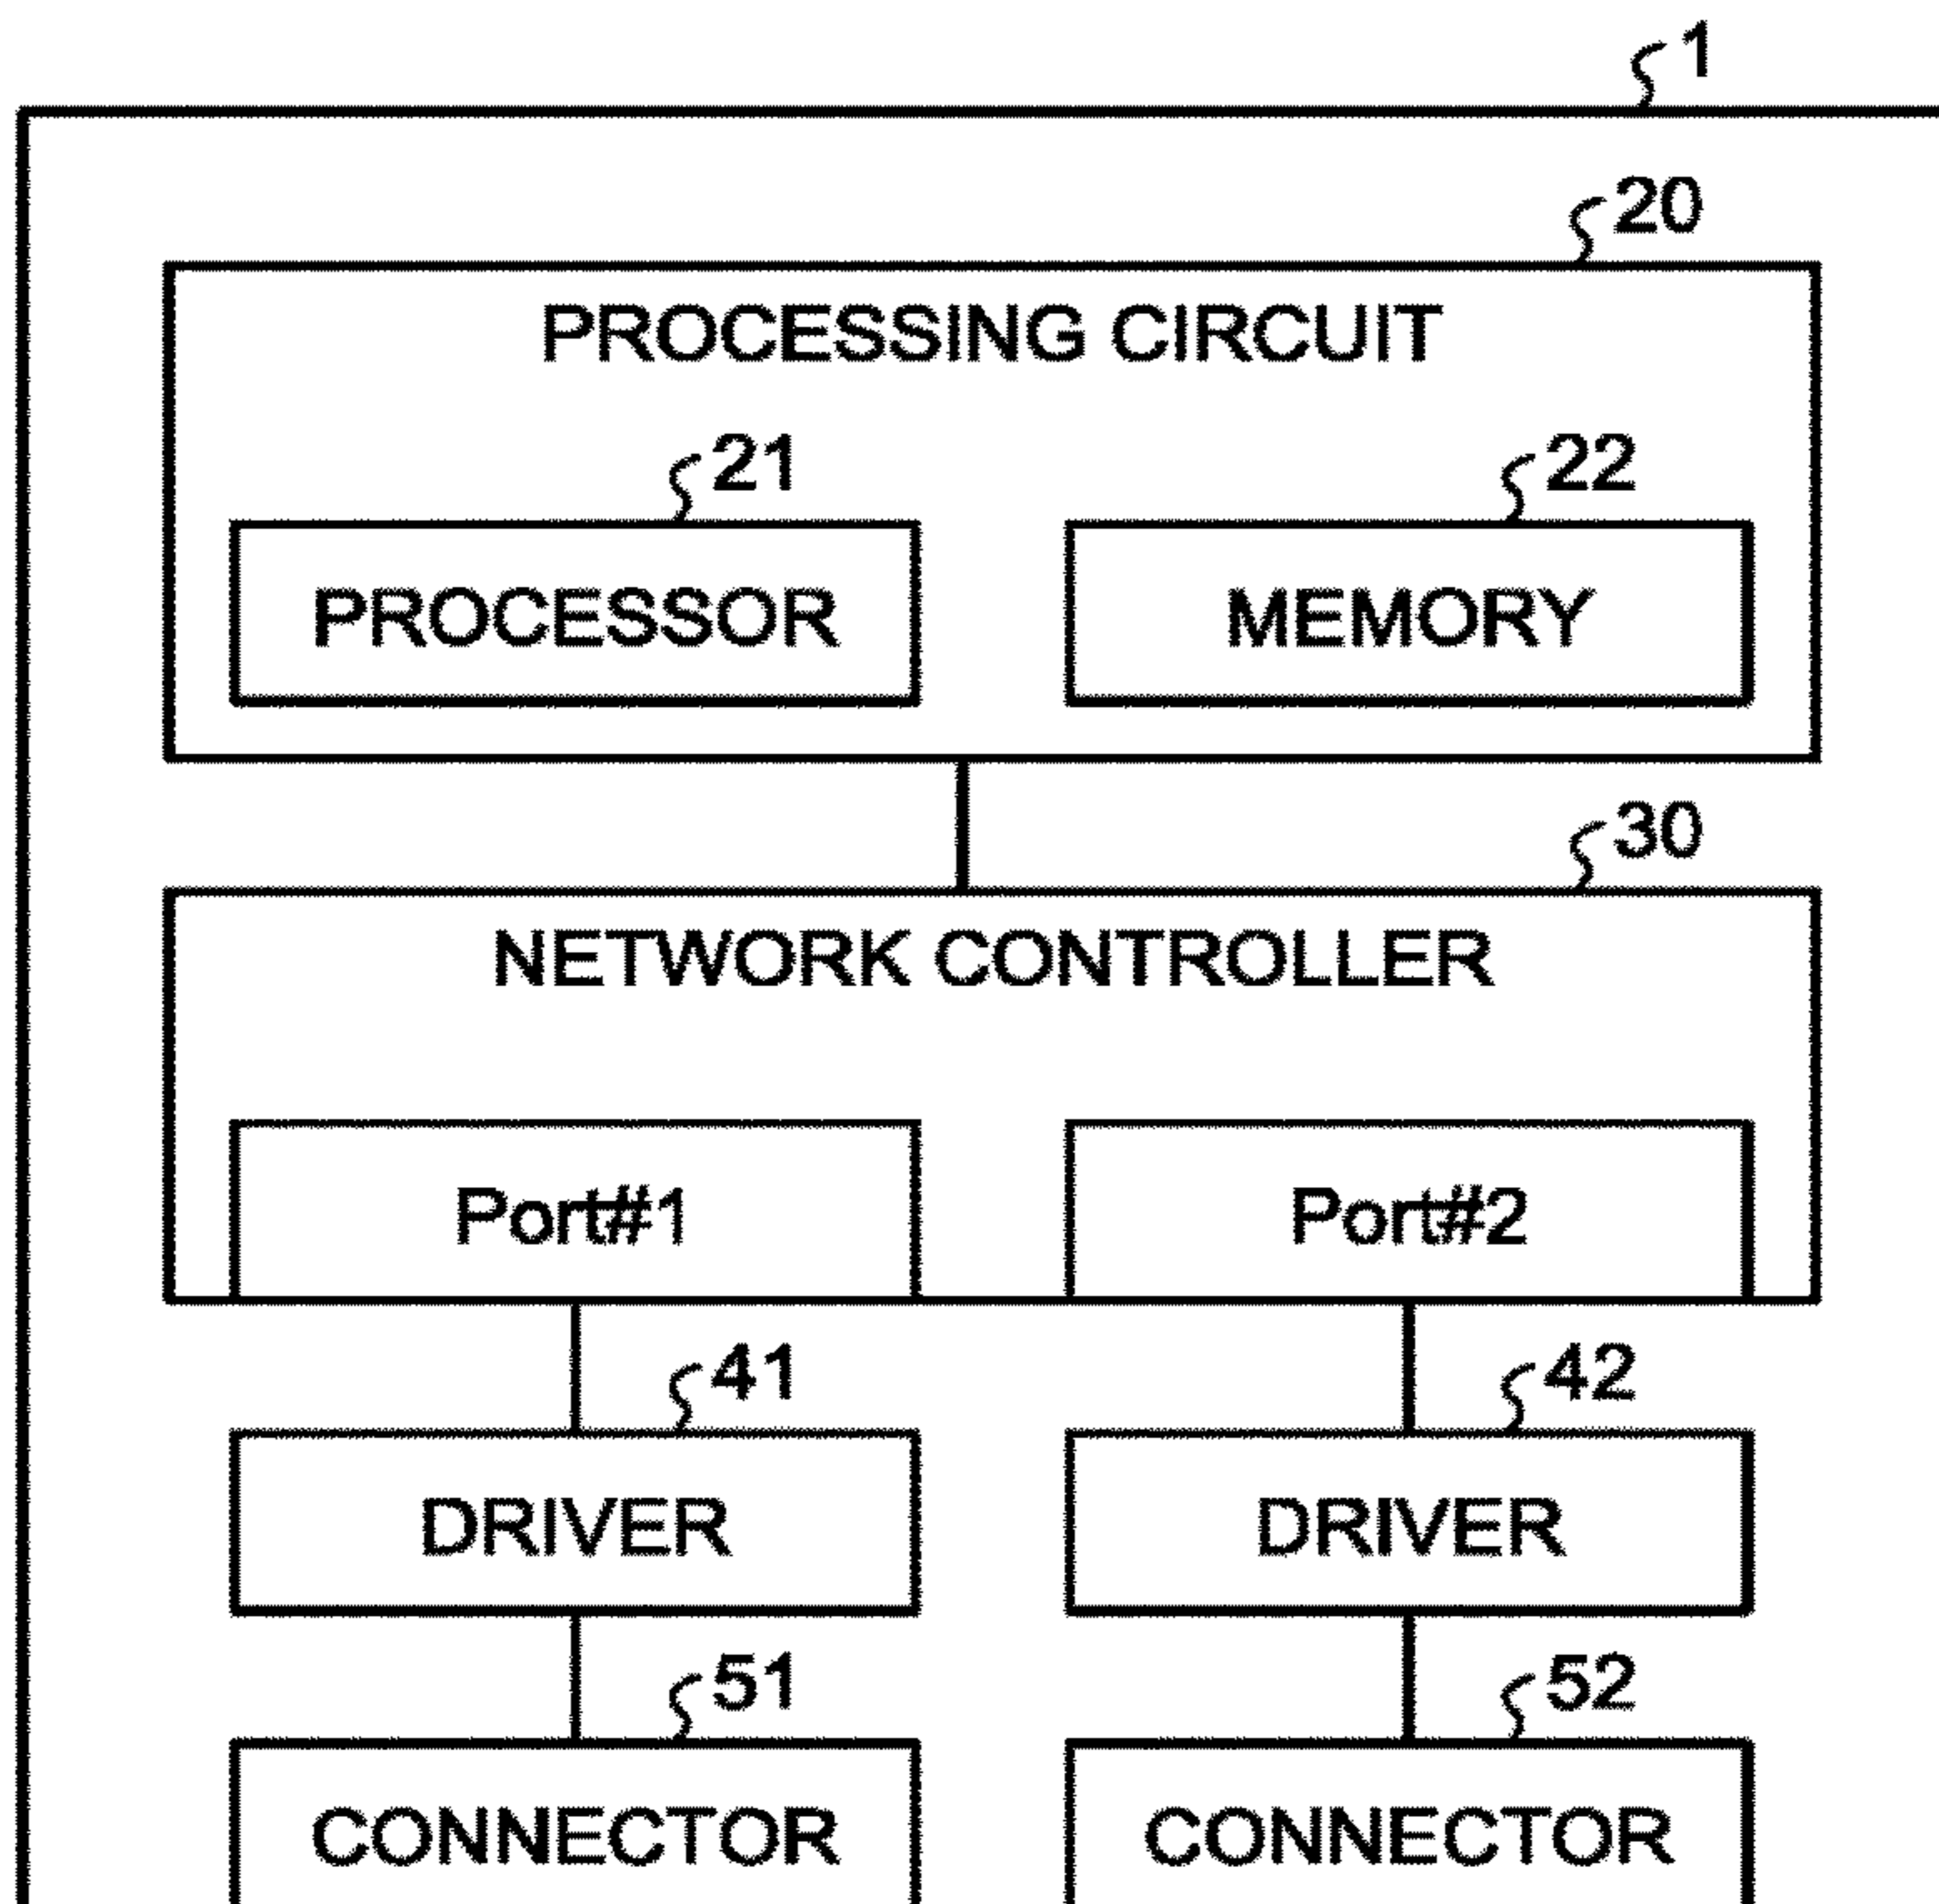 1
20
PROCESSING CIRCUIT
21 22
PROCESSOR MEMORY
30
NETWORK CONTROLLER
Port#1 Port#2
41 42
DRIVER DRIVER
51 52
CONNECTOR CONNECTOR